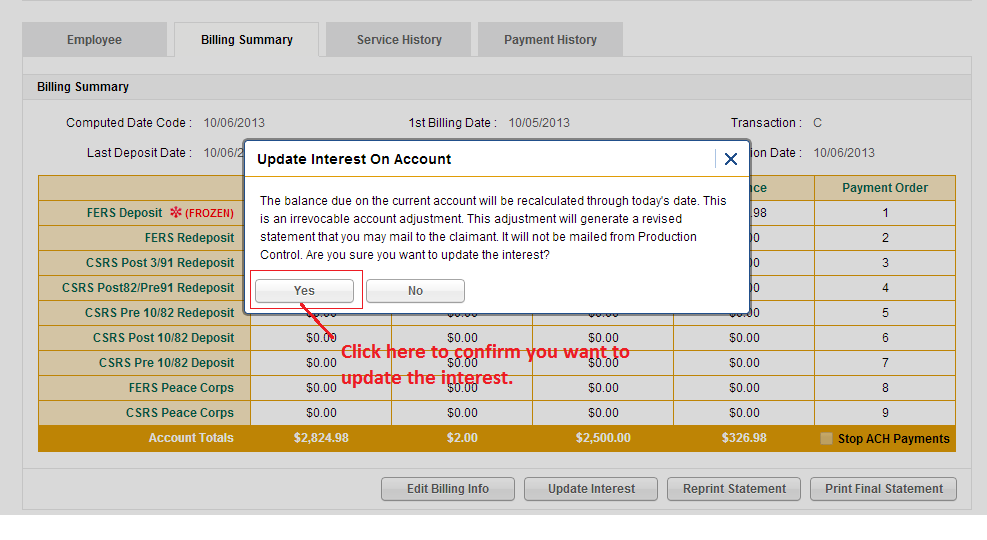 Employee Billing Summary Service History Payment History
Billing Summary
Computed Date Code : 10/06/2013 1st Billing Date : 10/05/2013 Transaction : C
Last Deposit Date : 10/06/2 ion Date : 10/06/2013
Update Interest On Account
The balance due on the current account will be recalculated through today's date. This
is an irrevocable account adjustment. This adjustment will generate a revised
statement that you may mail to the claimant. It will not be mailed from Production
Control. Are you sure you want to update the interest?
Yes No
Click here to confirm you want to
update the interest.
nce Payment Order
FERS Deposit ✻ (FROZEN) .98 1
FERS Redeposit 00 2
CSRS Post 3/91 Redeposit 00 3
CSRS Post82/Pre91 Redeposit 00 4
CSRS Pre 10/82 Redeposit $0.00 $0.00 $0.00 $0.00 5
CSRS Post 10/82 Deposit $0.00 $0.00 $0.00 $0.00 6
CSRS Pre 10/82 Deposit $0.00 $0.00 $0.00 $0.00 7
FERS Peace Corps $0.00 $0.00 $0.00 $0.00 8
CSRS Peace Corps $0.00 $0.00 $0.00 $0.00 9
Account Totals $2,824.98 $2.00 $2,500.00 $326.98 Stop ACH Payments
Edit Billing Info Update Interest Reprint Statement Print Final Statement